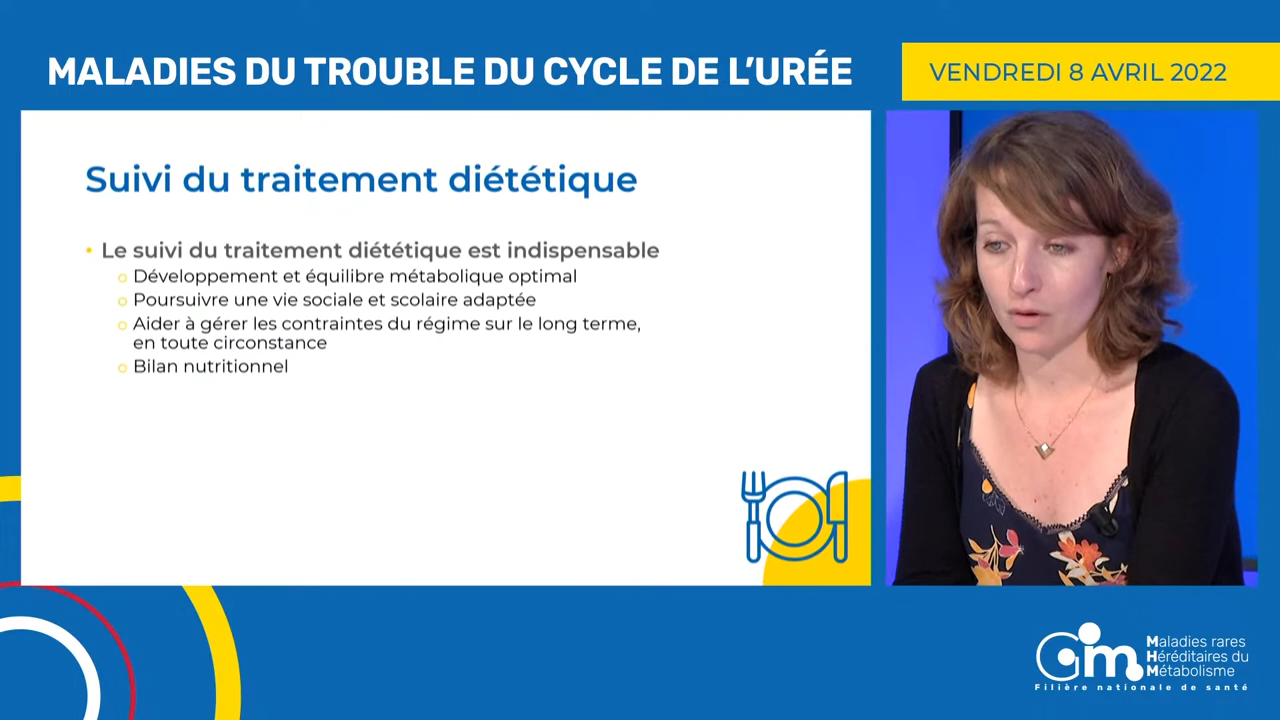 MALADIES DU TROUBLE DU CYCLE DE L'URÉE
VENDREDI 8 AVRIL 2022
Suivi du traitement diététique
• Le suivi du traitement diététique est indispensable
o Développement et équilibre métabolique optimal
o Poursuivre une vie sociale et scolaire adaptée
o Aider à gérer les contraintes du régime sur le long terme,
en toute circonstance
o Bilan nutritionnel
Maladies rares
Héréditaires du
Métabolisme
Filière nationale de santé